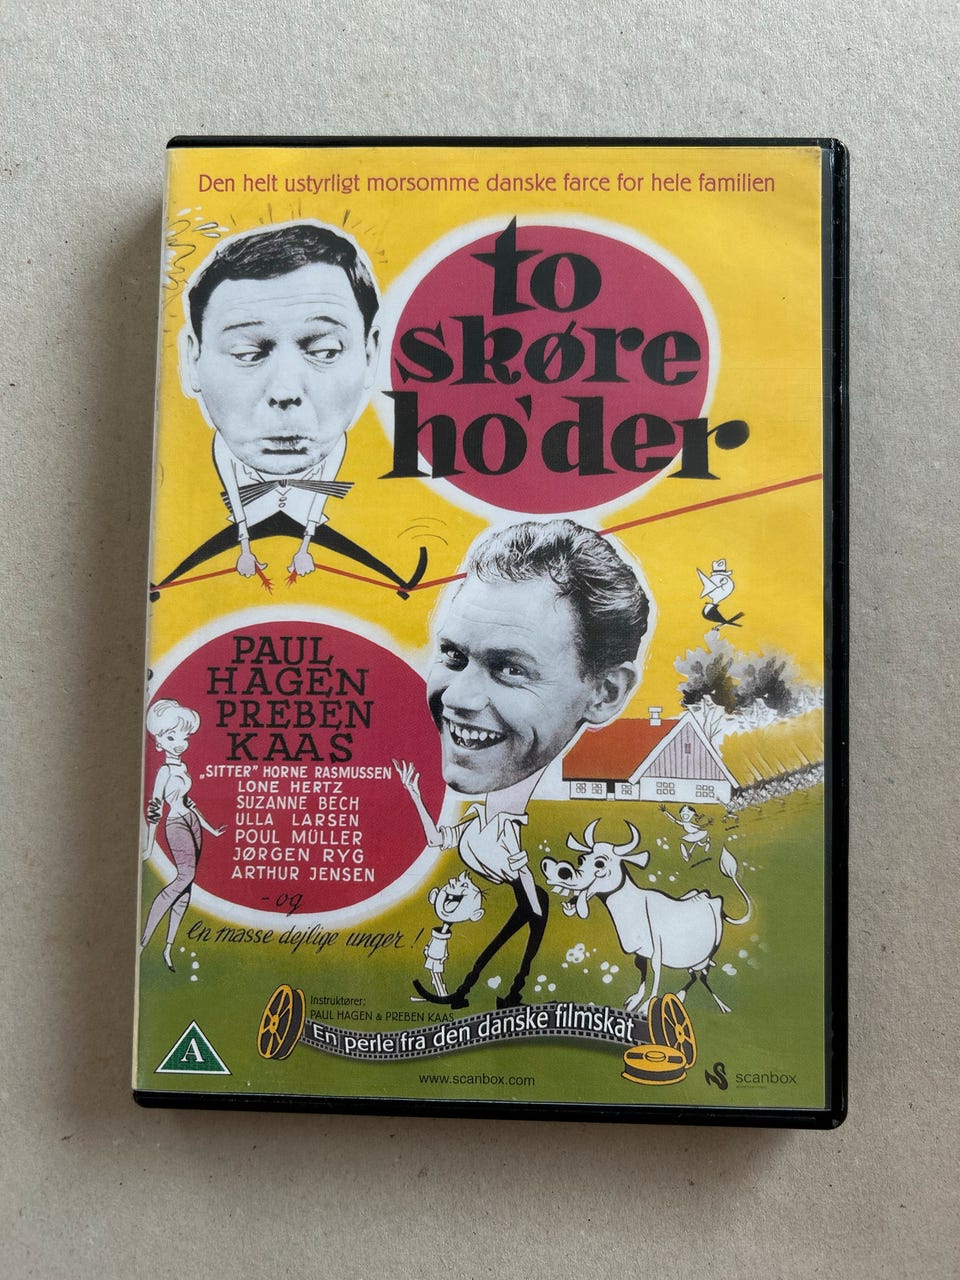 Den helt ustyrligt morsomme danske farce for hele familien
to
skøre
ho'der
PAUL
HAGEN
PREBEN
KAAS
„SITTER” HORNE RASMUSSEN
LONE HERTZ
SUZANNE BECH
ULLA LARSEN
POUL MÜLLER
JØRGEN RYG
ARTHUR JENSEN
- og
en masse dejlige unger!
Instruktører:
PAUL HAGEN & PREBEN KAAS
En perle fra den danske filmskat
A
www.scanbox.com
scanbox